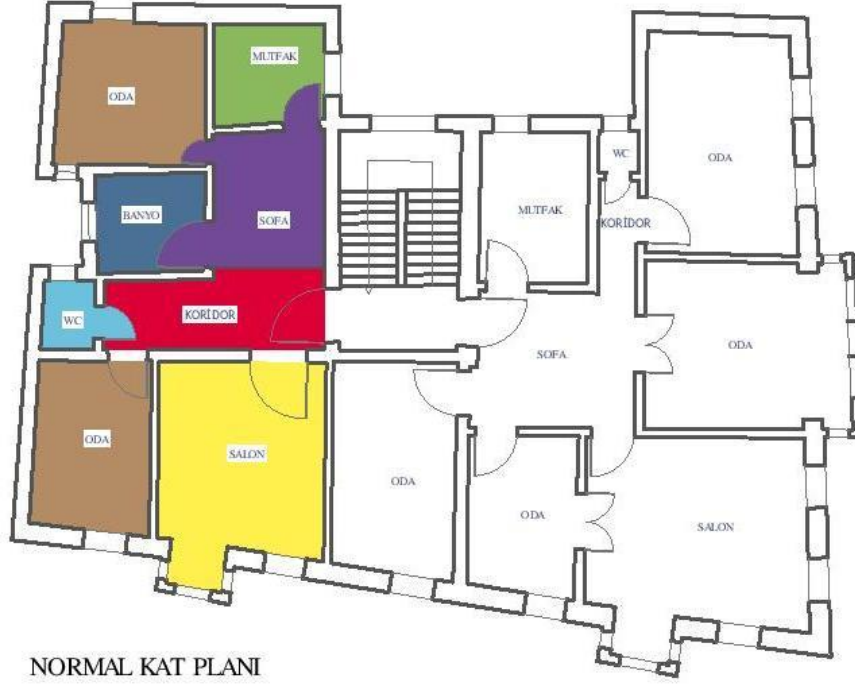 MUTFAK
ODA
WC
ODA
MUTFAK
BANYO
SOFA
KORİDOR
KORİDOR
WC
ODA
SOFA
ODA
SALON
ODA
ODA
SALON
NORMAL KAT PLANI